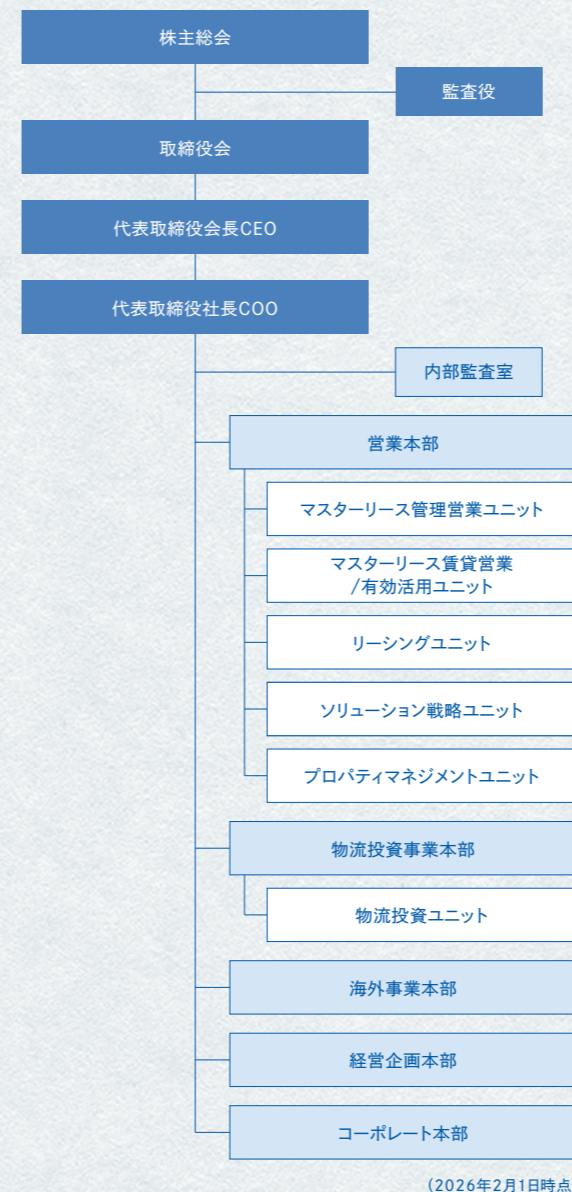 株主総会
監査役
取締役会
代表取締役会長CEO
代表取締役社長COO
内部監査室
営業本部
マスターリース管理営業ユニット
マスターリース賃貸営業
/有効活用ユニット
リーシングユニット
ソリューション戦略ユニット
プロパティマネジメントユニット
物流投資事業本部
物流投資ユニット
海外事業本部
経営企画本部
コーポレート本部
(2026年2月1日時点